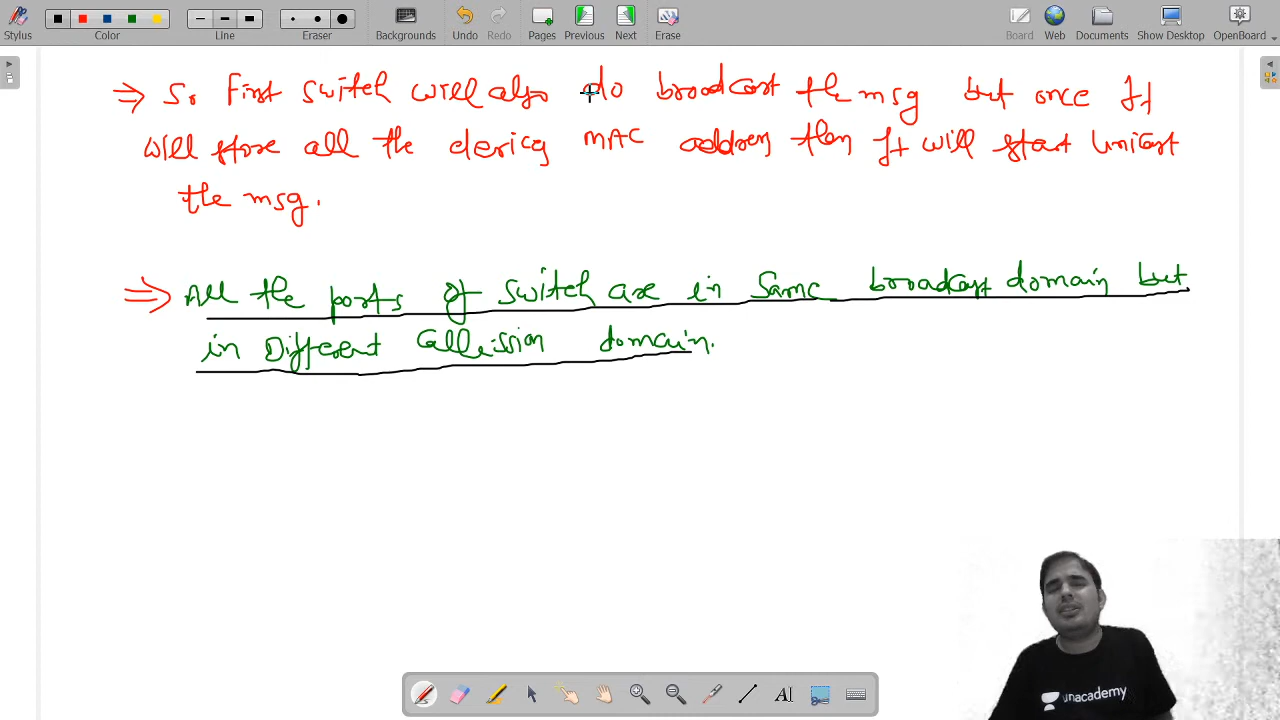 Stylus Color Line Eraser Backgrounds Undo Redo Pages Previous Next Erase Board Web Documents Show Desktop OpenBoard
⇒ So First switch will also do broadcast the msg but once It
will store all the devices MAC address then It will start Unicast
the msg.
⇒ All the ports of switch are in Same broadcast domain but
in Different Collission domain.
unacademy